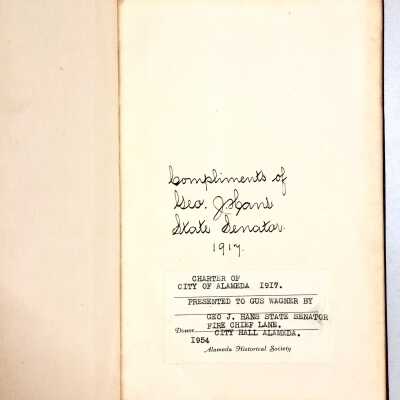 Compliments of
Geo. J. Hans
State Senator.
1917.
CHARTER OF
CITY OF ALAMEDA 1917.
PRESENTED TO GUS WAGNER BY
GEO J. HANS STATE SENATOR
FIRE CHIEF LANE.
Donor CITY HALL ALAMEDA.
1954
Alameda Historical Society